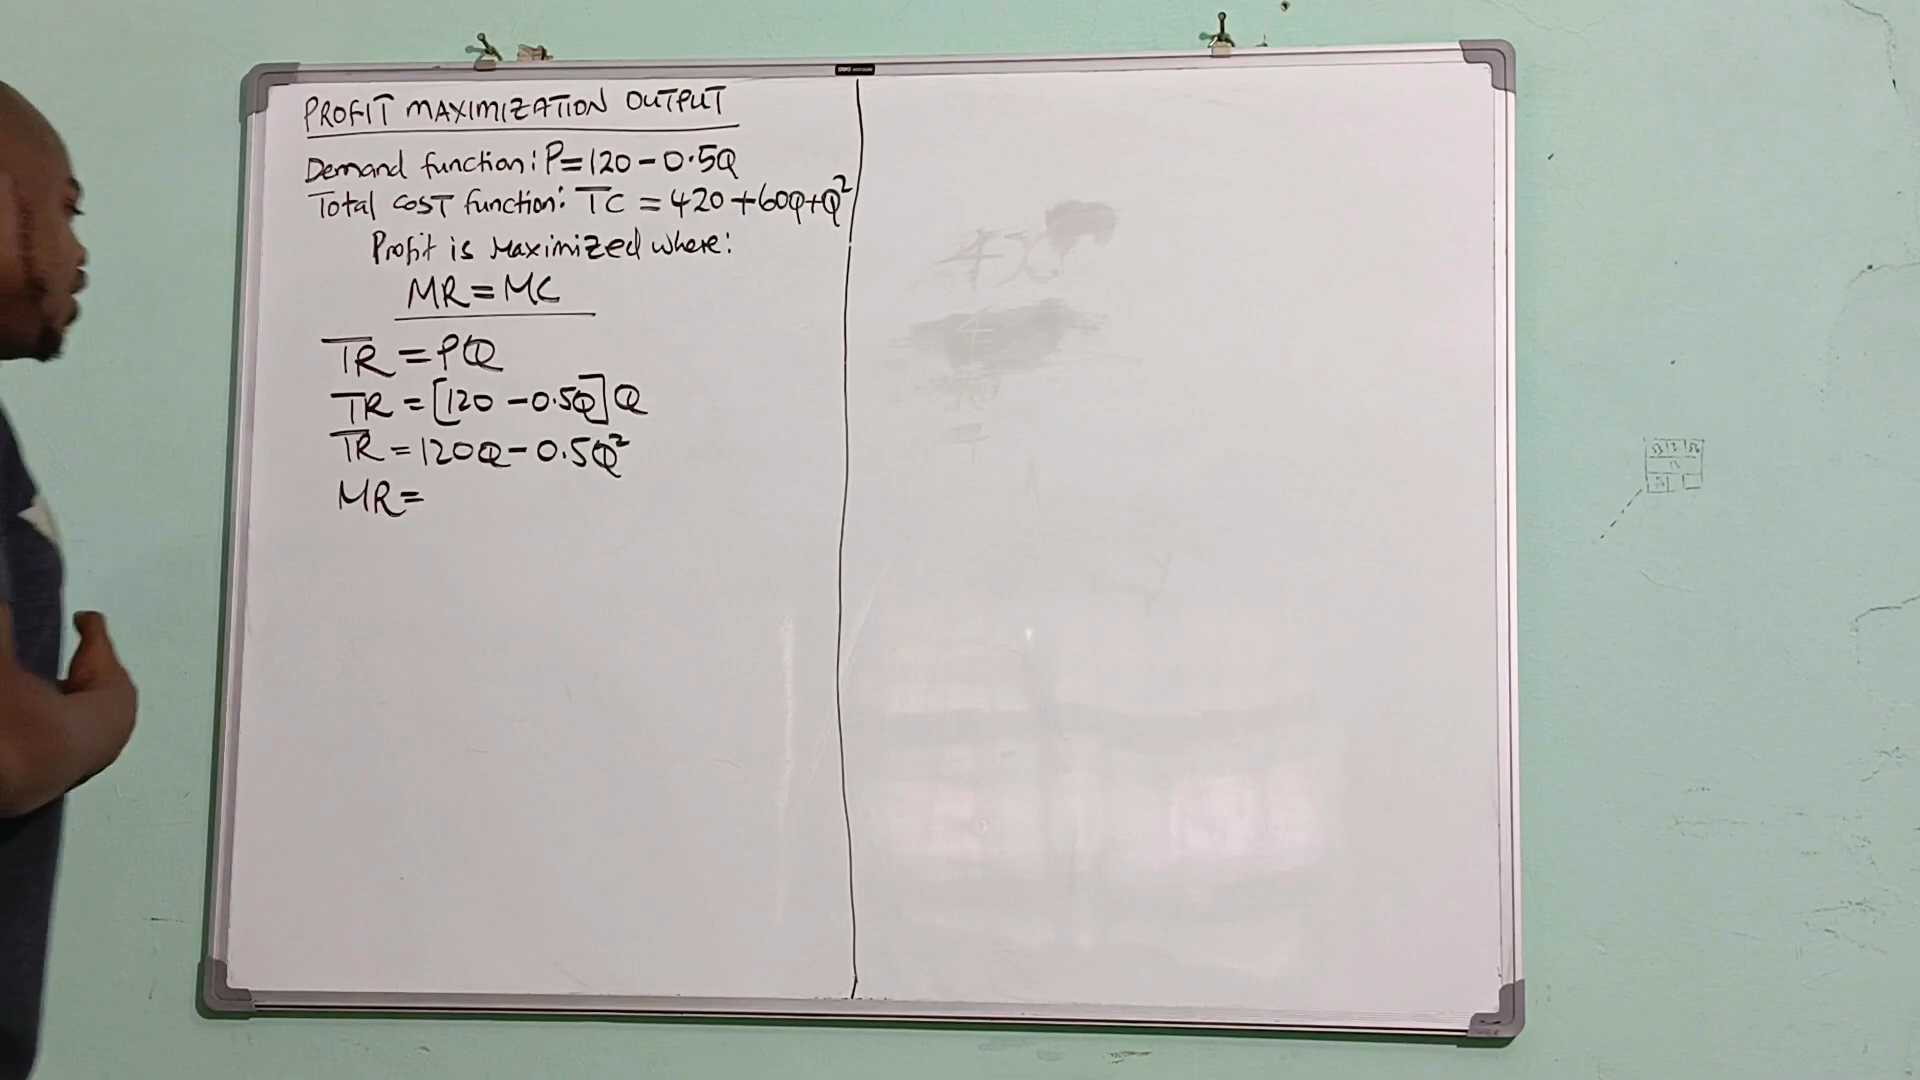 PROFIT MAXIMIZATION OUTPUT
Demand function: P=120-0.5Q
Total cost function: TC = 420+60Q+Q²
Profit is Maximized where:
MR=MC
TR = PQ
TR = [120 -0.5Q]Q
TR = 120Q-0.5Q²
MR=